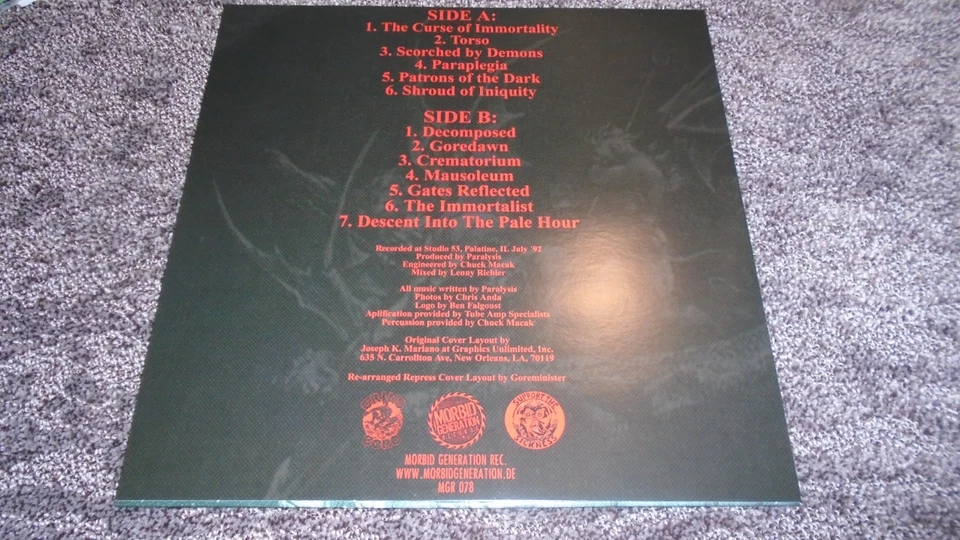 SIDE A:
1. The Curse of Immortality
2. Torso
3. Scorched by Demons
4. Paraplegia
5. Patrons of the Dark
6. Shroud of Iniquity
SIDE B:
1. Decomposed
2. Goredawn
3. Crematorium
4. Mausoleum
5. Gates Reflected
6. The Immortalist
7. Descent Into The Pale Hour
Recorded at Studio 53, Palatine, IL July '92
Produced by Paralysis
Engineered by Chuck Macak
Mixed by Lenny Richler
All music written by Paralysis
Photos by Chris Anda
Logo by Ben Falgoust
Aplification provided by Tube Amp Specialists
Percussion provided by Chuck Macak
Original Cover Layout by
Joseph K. Mariano at Graphics Unlimited, Inc.
635 N. Carrollton Ave, New Orleans, LA, 70119
Re-arranged Repress Cover Layout by Goreminister
MORBID
GENERATION
SUPPORT THE
SICKNESS
MORBID GENERATION REC.
WWW.MORBIDGENERATION.DE
MGR 078